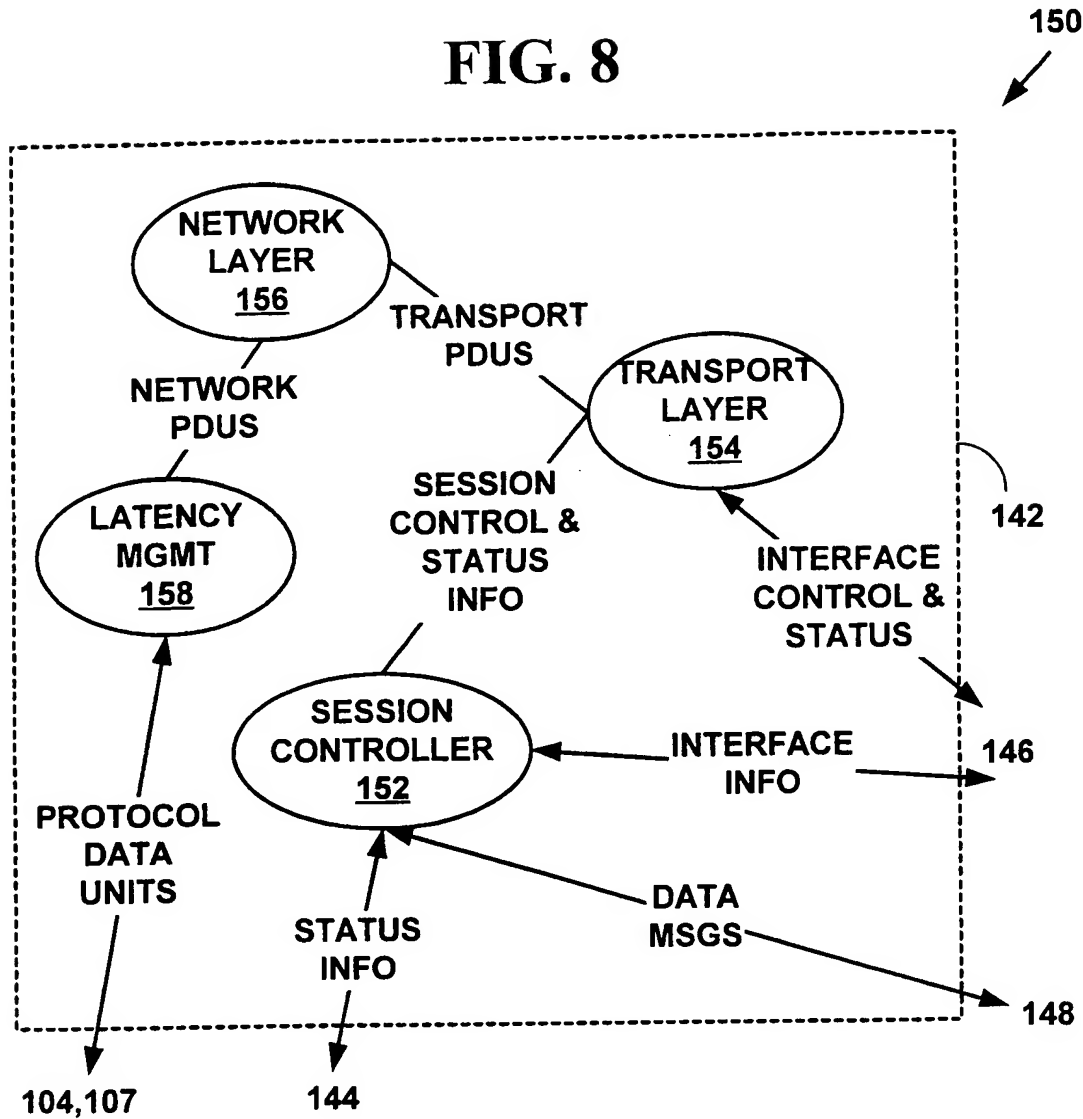 150
FIG. 8
NETWORK
LAYER
156
TRANSPORT
PDUS
NETWORK
PDUS
TRANSPORT
LAYER
154
SESSION
CONTROL &
STATUS
INFO
142
LATENCY
MGMT
158
INTERFACE
CONTROL &
STATUS
SESSION
CONTROLLER
152
INTERFACE
INFO
146
PROTOCOL
DATA
UNITS
DATA
MSGS
STATUS
INFO
148
104,107
144